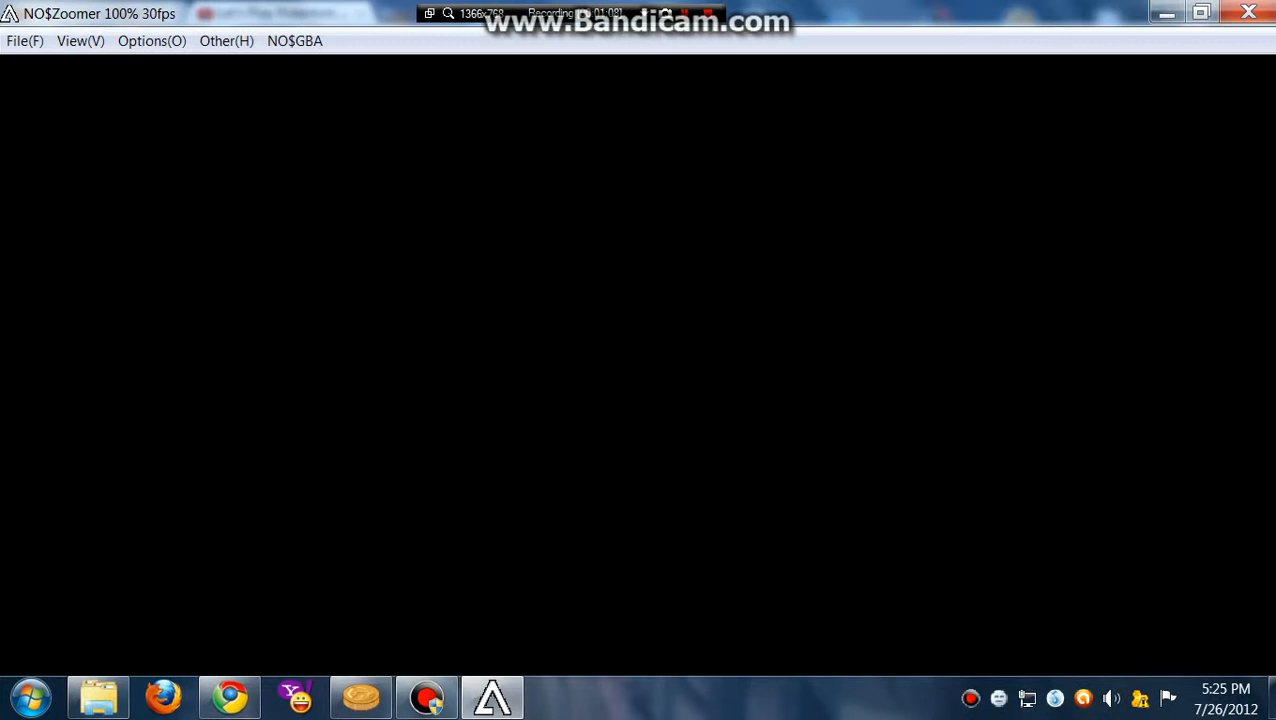 NO$Zoomer 100% 30fps
1366x768
www.Bandicam.com
File(F) View(V) Options(O) Other(H) NO$GBA
5:25 PM
7/26/2012